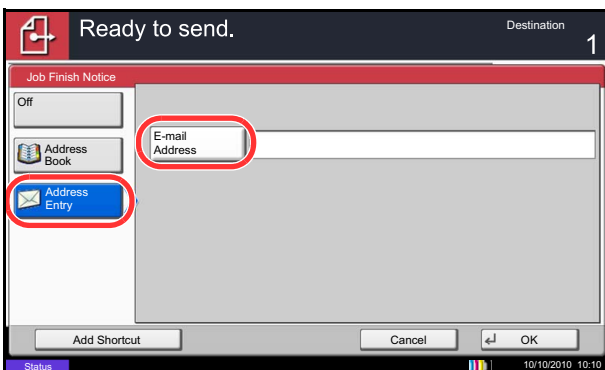 Ready to send.
Destination
1
Job Finish Notice
Off
Address
Book
Address
Entry
E-mail
Address
Add Shortcut
Cancel
OK
Status
10/10/2010 10:10